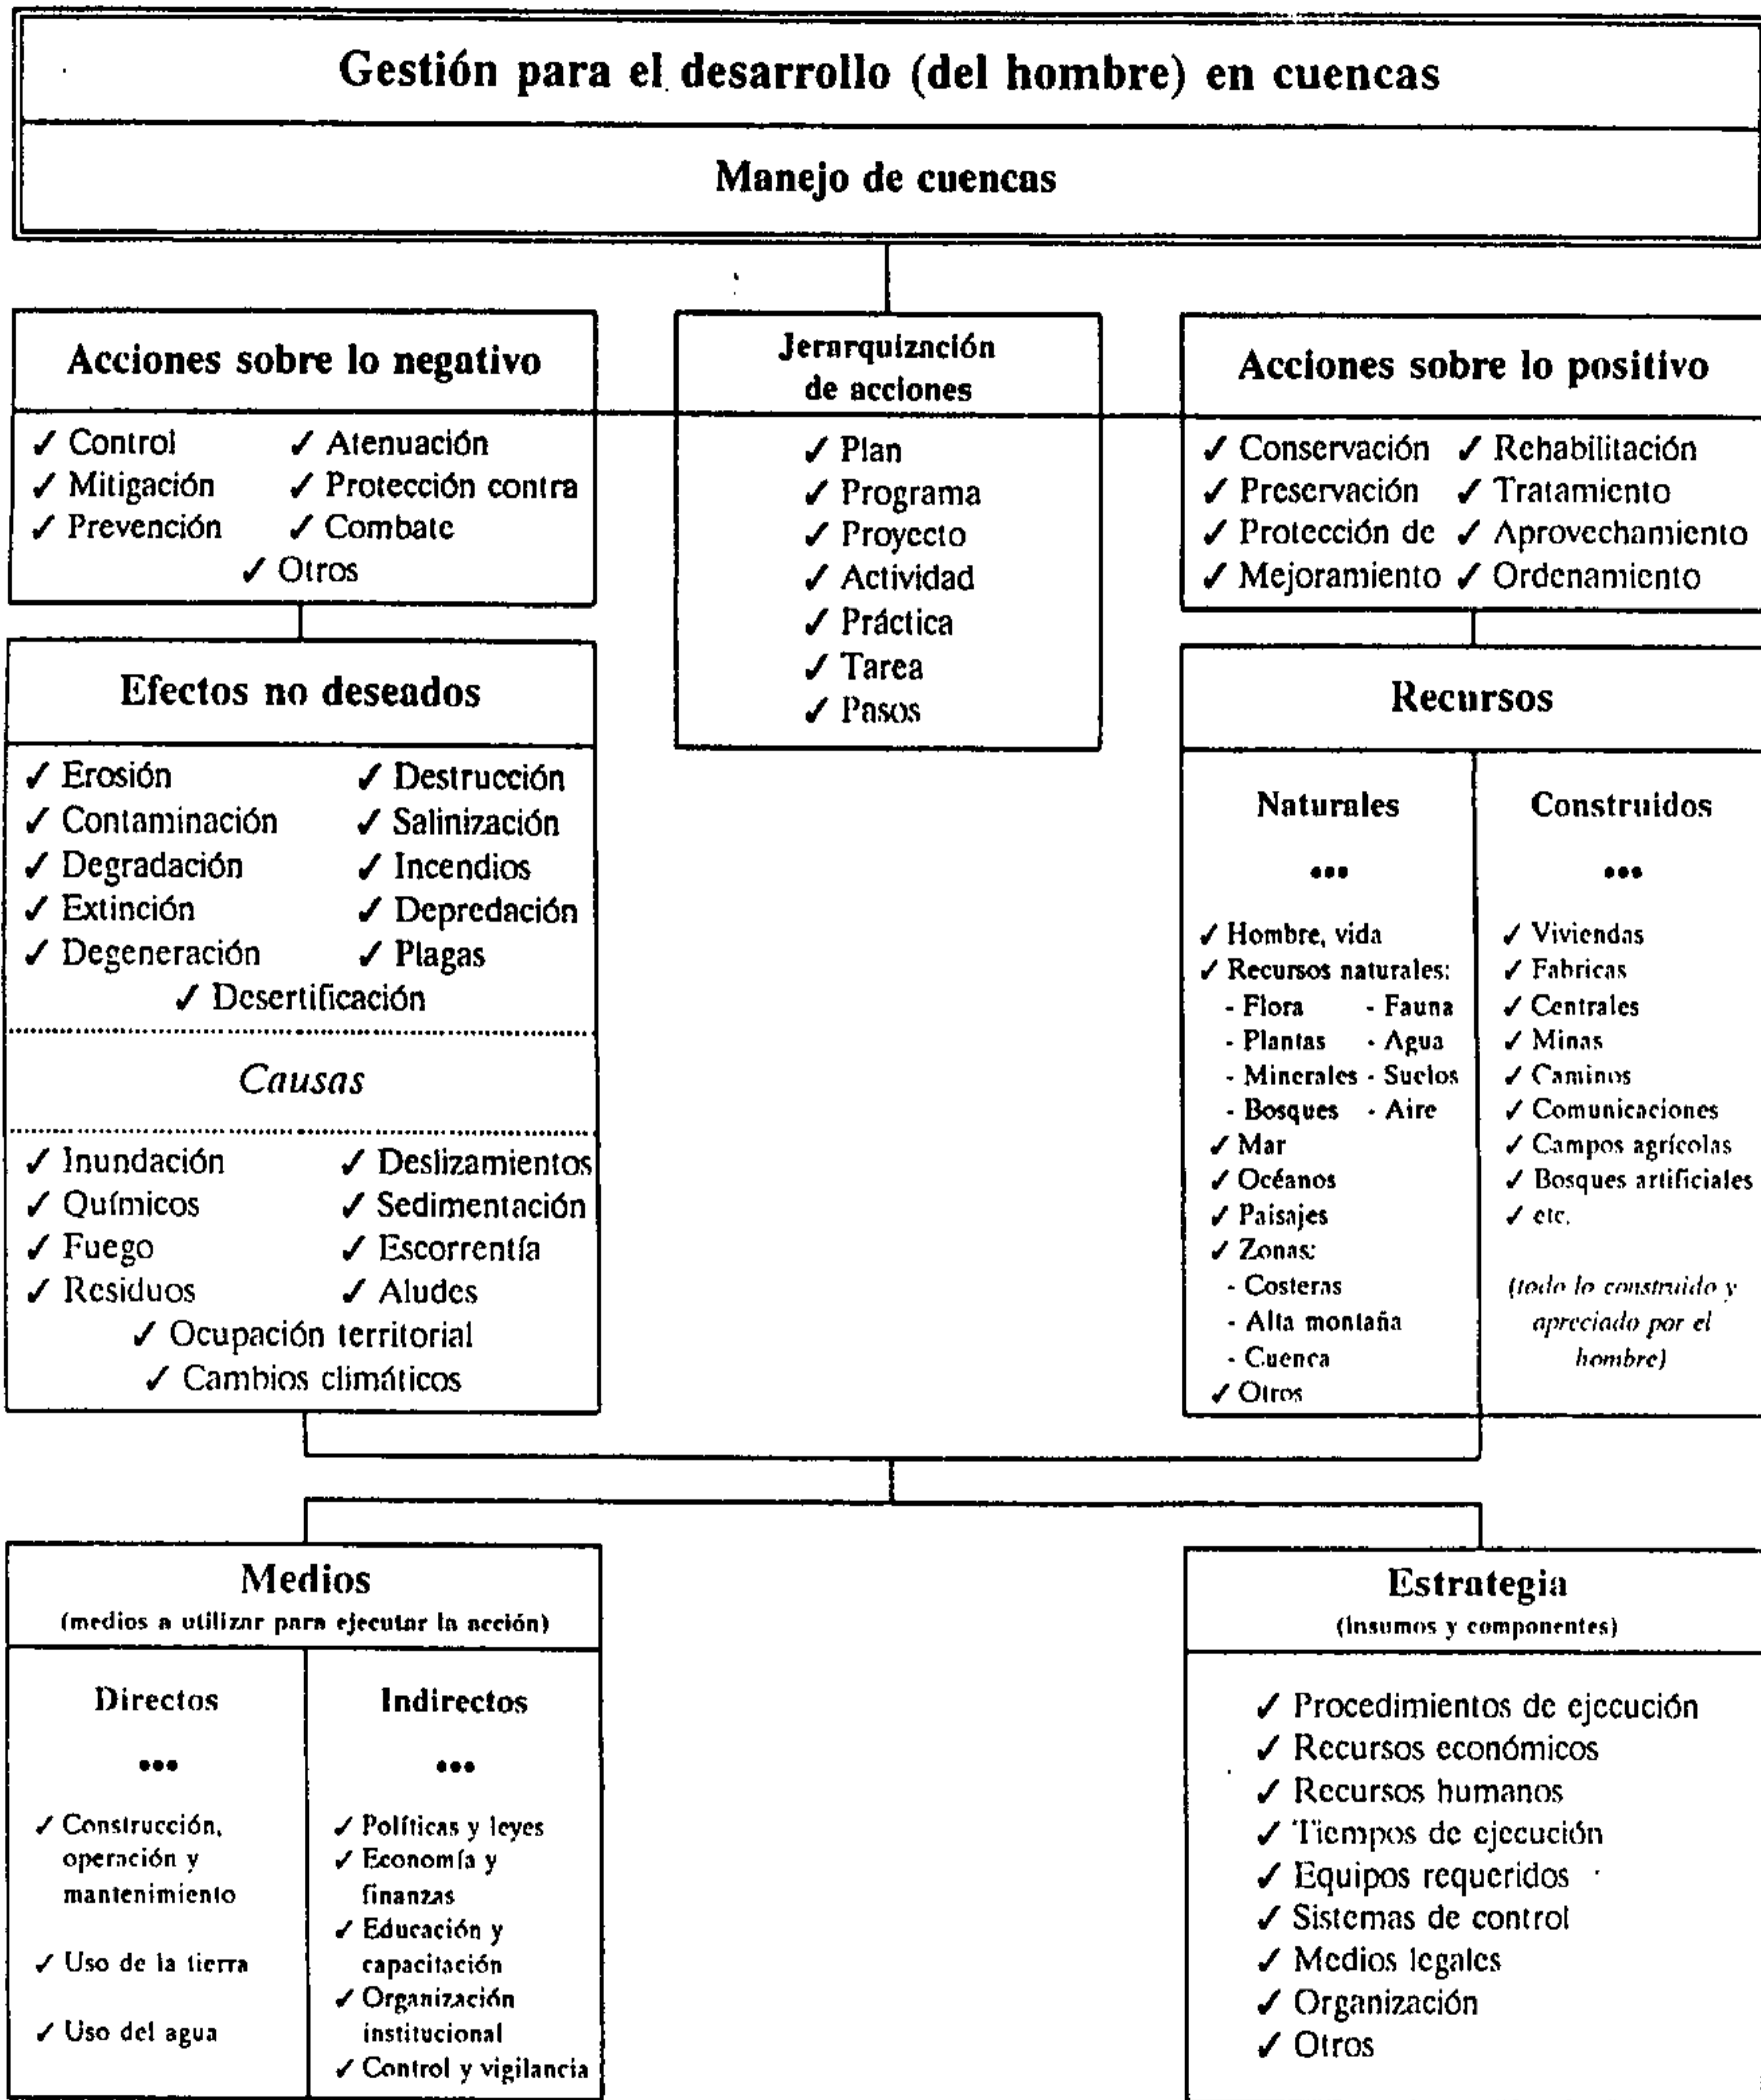 Gestión para el desarrollo (del hombre) en cuencas
Manejo de cuencas
Acciones sobre lo negativo
✓ Control ✓ Atenuación
✓ Mitigación ✓ Protección contra
✓ Prevención ✓ Combate
✓ Otros
Jerarquización
de acciones
✓ Plan
✓ Programa
✓ Proyecto
✓ Actividad
✓ Práctica
✓ Tarea
✓ Pasos
Acciones sobre lo positivo
✓ Conservación ✓ Rehabilitación
✓ Preservación ✓ Tratamiento
✓ Protección de ✓ Aprovechamiento
✓ Mejoramiento ✓ Ordenamiento
Efectos no deseados
✓ Erosión ✓ Destrucción
✓ Contaminación ✓ Salinización
✓ Degradación ✓ Incendios
✓ Extinción ✓ Depredación
✓ Degeneración ✓ Plagas
✓ Desertificación
Causas
✓ Inundación ✓ Deslizamientos
✓ Químicos ✓ Sedimentación
✓ Fuego ✓ Escorrentía
✓ Residuos ✓ Aludes
✓ Ocupación territorial
✓ Cambios climáticos
Recursos
Naturales
•••
✓ Hombre, vida
✓ Recursos naturales:
- Flora - Fauna
- Plantas - Agua
- Minerales - Suelos
- Bosques - Aire
✓ Mar
✓ Océanos
✓ Paisajes
✓ Zonas:
- Costeras
- Alta montaña
- Cuenca
✓ Otros
Construidos
•••
✓ Viviendas
✓ Fabricas
✓ Centrales
✓ Minas
✓ Caminos
✓ Comunicaciones
✓ Campos agrícolas
✓ Bosques artificiales
✓ etc.
(todo lo construido y
apreciado por el
hombre)
Medios
(medios a utilizar para ejecutar la acción)
Directos
•••
✓ Construcción,
operación y
mantenimiento
✓ Uso de la tierra
✓ Uso del agua
Indirectos
•••
✓ Políticas y leyes
✓ Economía y
finanzas
✓ Educación y
capacitación
✓ Organización
institucional
✓ Control y vigilancia
Estrategia
(insumos y componentes)
✓ Procedimientos de ejecución
✓ Recursos económicos
✓ Recursos humanos
✓ Tiempos de ejecución
✓ Equipos requeridos
✓ Sistemas de control
✓ Medios legales
✓ Organización
✓ Otros